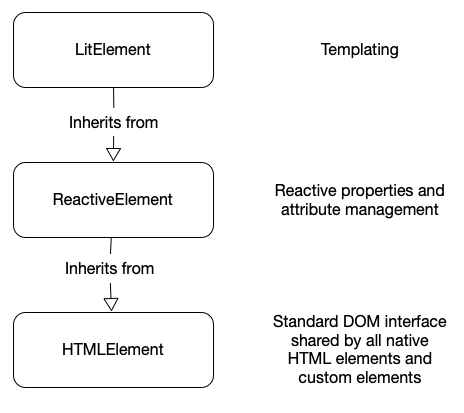 LitElement
Templating
Inherits from
ReactiveElement
Reactive properties and
attribute management
Inherits from
HTMLElement
Standard DOM interface
shared by all native
HTML elements and
custom elements